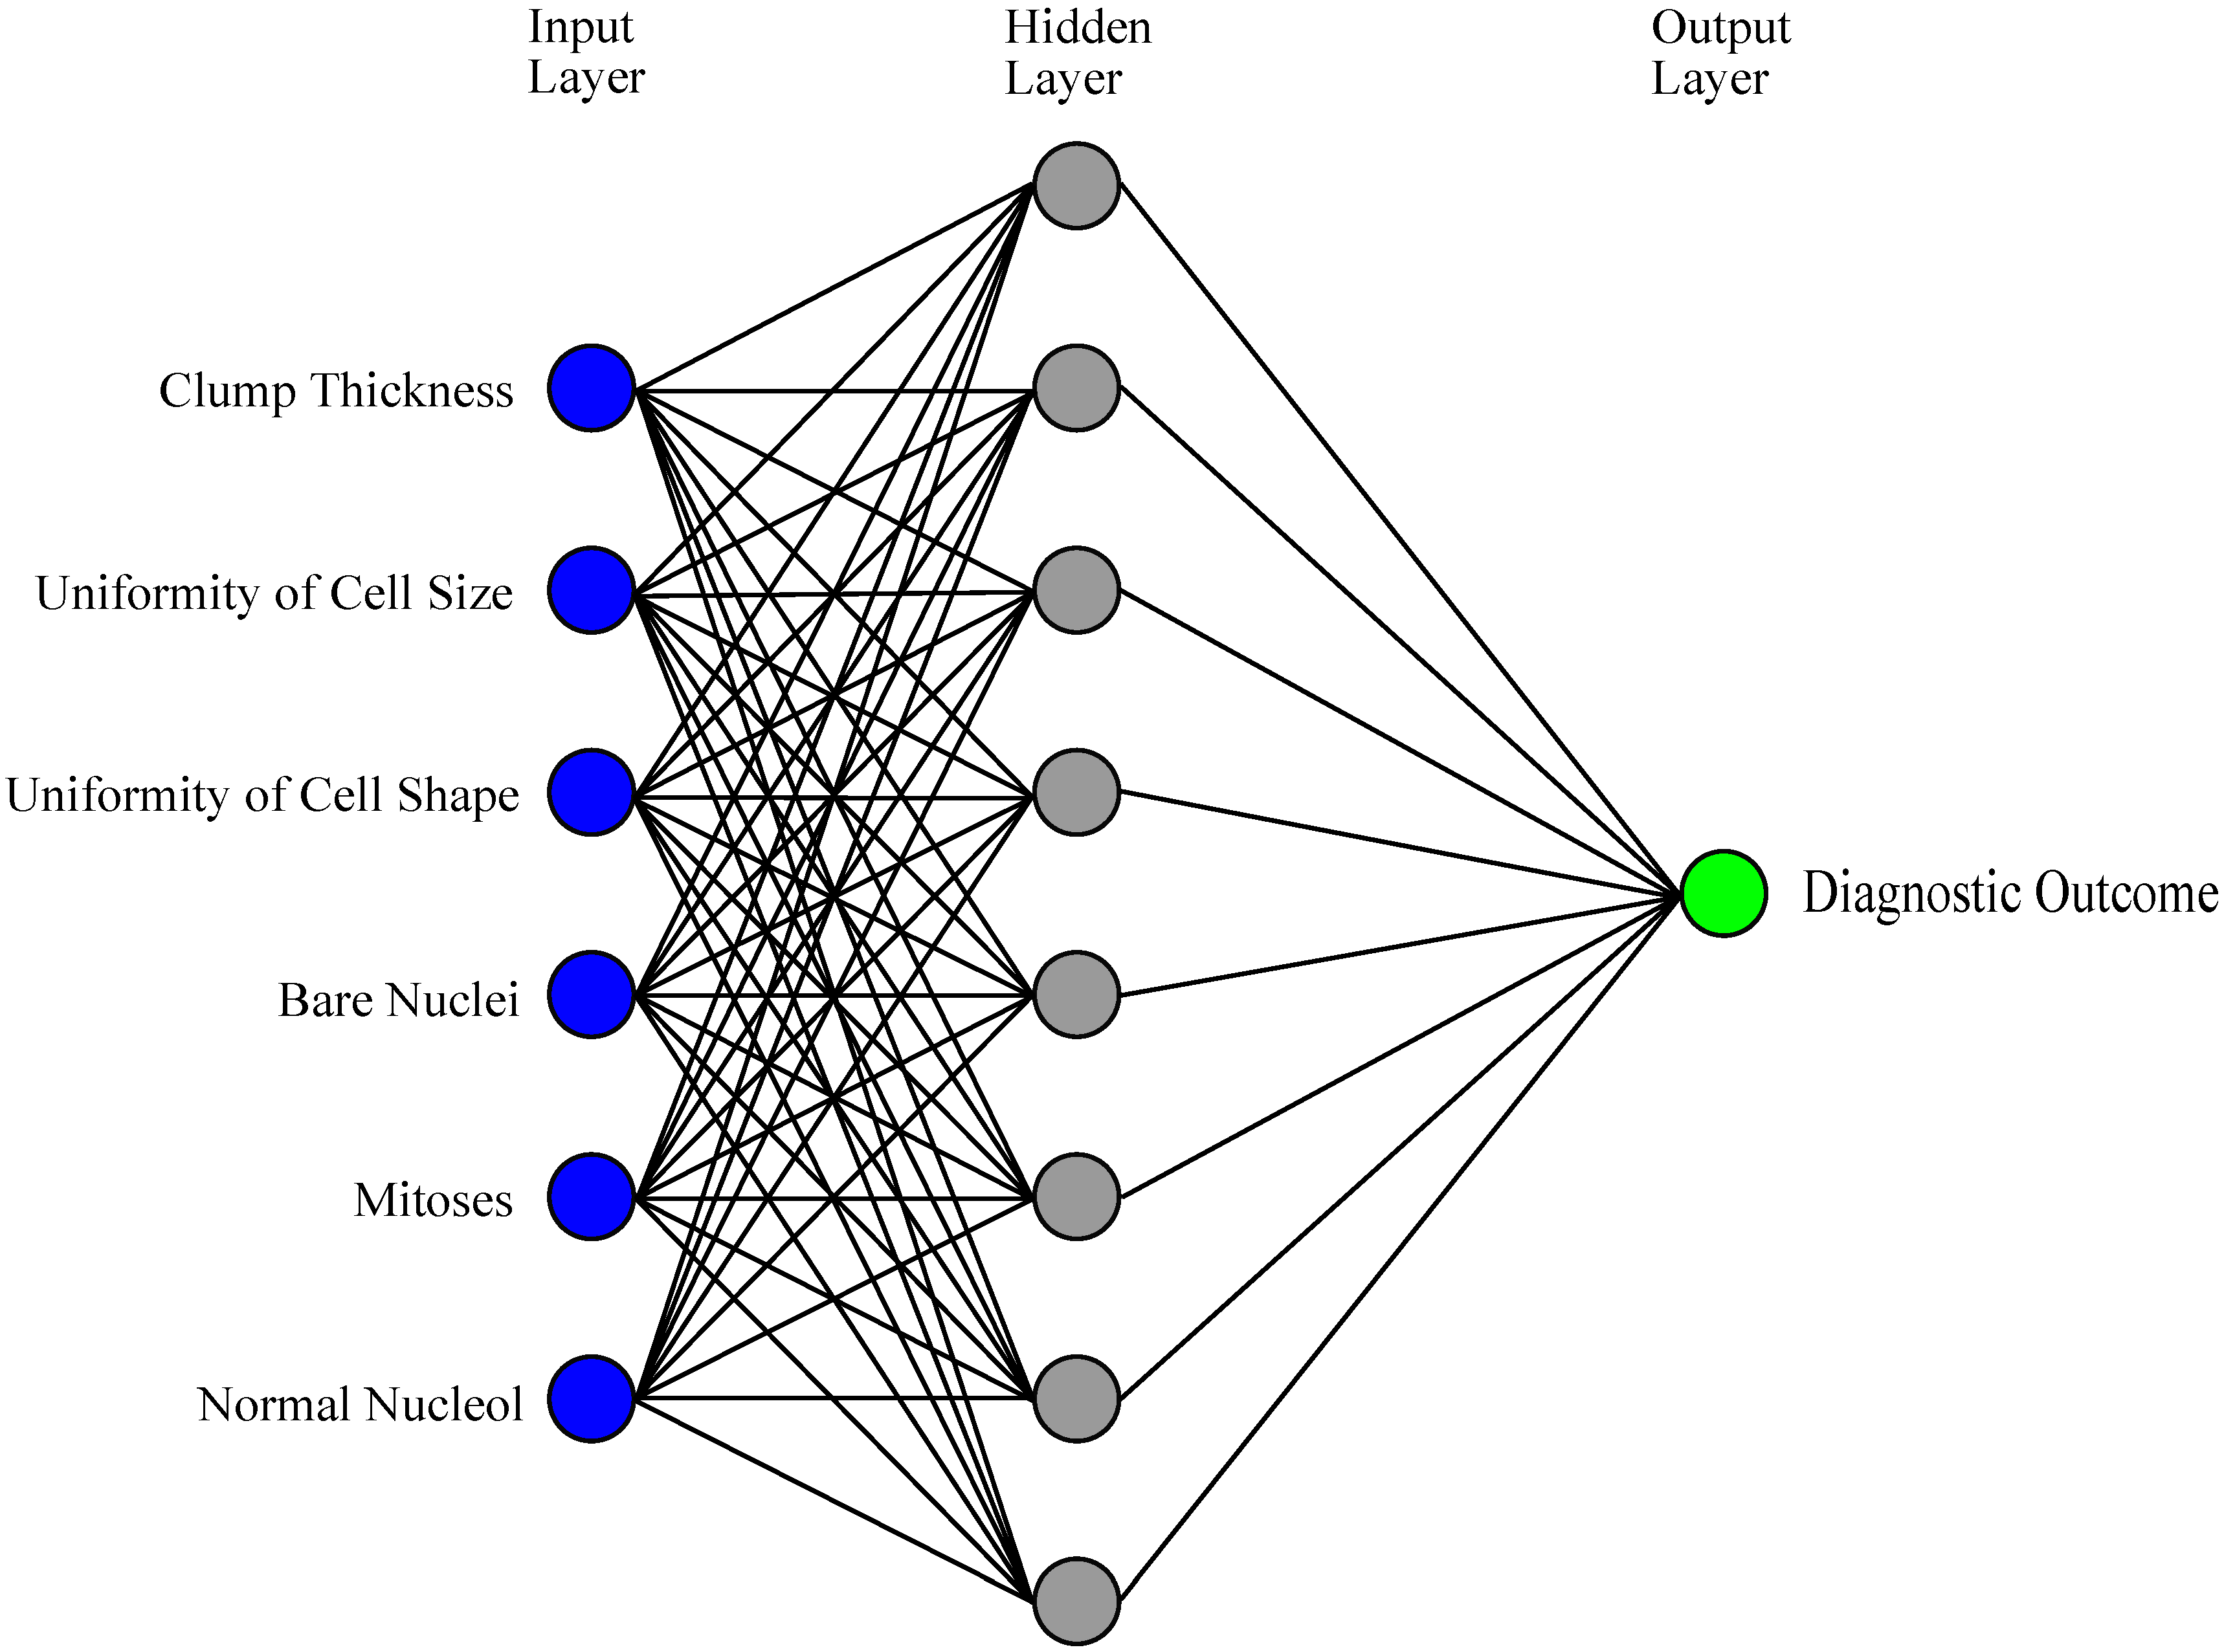 Input
Layer
Hidden
Layer
Output
Layer
Clump Thickness
Uniformity of Cell Size
Uniformity of Cell Shape
Bare Nuclei
Mitoses
Normal Nucleol
Diagnostic Outcome